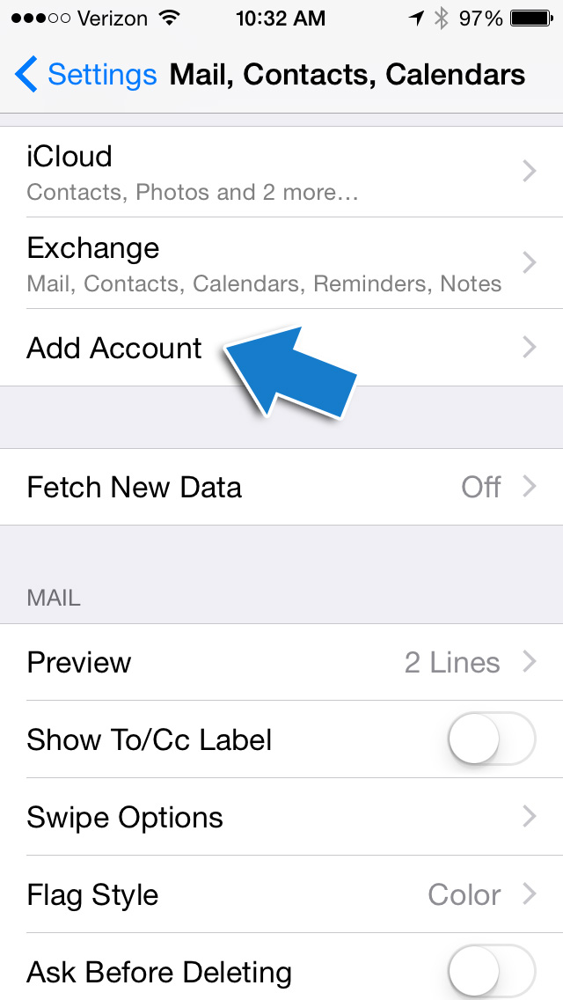 Verizon 10:32 AM 97%
Settings Mail, Contacts, Calendars
iCloud
Contacts, Photos and 2 more...
Exchange
Mail, Contacts, Calendars, Reminders, Notes
Add Account
Fetch New Data Off
MAIL
Preview 2 Lines
Show To/Cc Label
Swipe Options
Flag Style Color
Ask Before Deleting